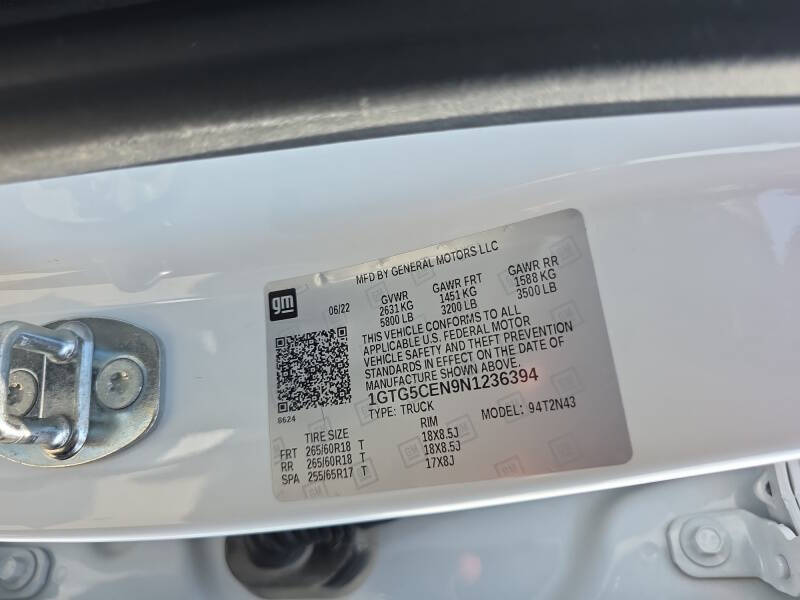 MFD BY GENERAL MOTORS LLC
gm
06/22
GVWR GAWR FRT GAWR RR
2631 KG 1451 KG 1588 KG
5800 LB 3200 LB 3500 LB
THIS VEHICLE CONFORMS TO ALL
APPLICABLE U.S. FEDERAL MOTOR
VEHICLE SAFETY AND THEFT PREVENTION
STANDARDS IN EFFECT ON THE DATE OF
MANUFACTURE SHOWN ABOVE.
1GTG5CEN9N1236394
8624
TYPE: TRUCK MODEL: 94T2N43
TIRE SIZE RIM
FRT 265/60R18 T 18X8.5J
RR 265/60R18 T 18X8.5J
SPA 255/65R17 T 17X8J